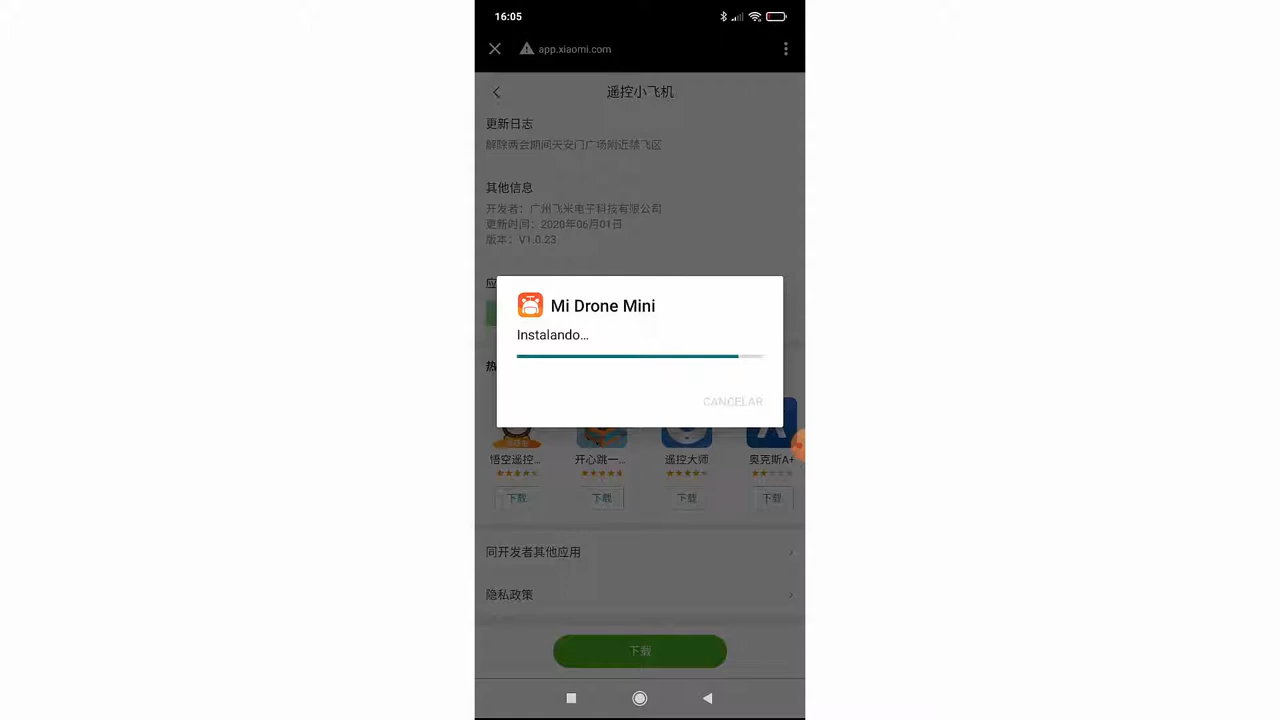 16:05
app.xiaomi.com
遥控小飞机
更新日志
解除两会期间天安门广场附近禁飞区
其他信息
开发者：广州飞米电子科技有限公司
更新时间：2020年06月01日
版本：V1.0.23
应
Mi Drone Mini
Instalando…
热
CANCELAR
悟空遥控... 开心跳一... 遥控大师 奥克斯A+
下载 下载 下载 下载
同开发者其他应用
隐私政策
下载